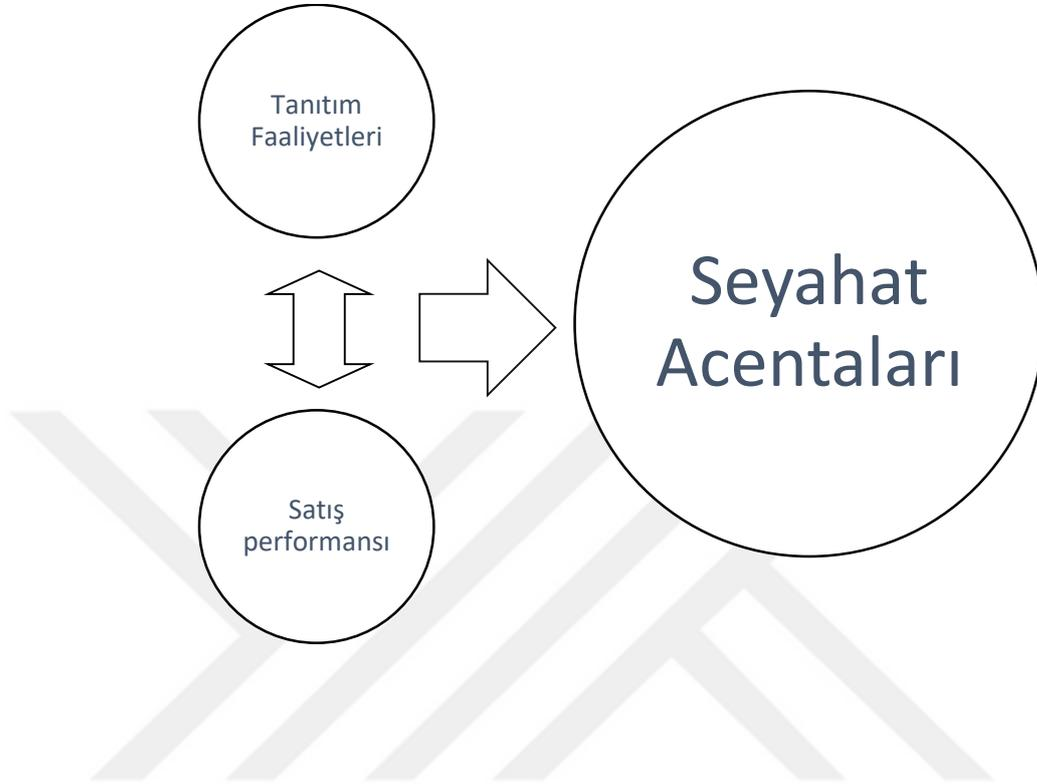 Tanıtım
Faaliyetleri
Satış
performansı
Seyahat
Acentaları